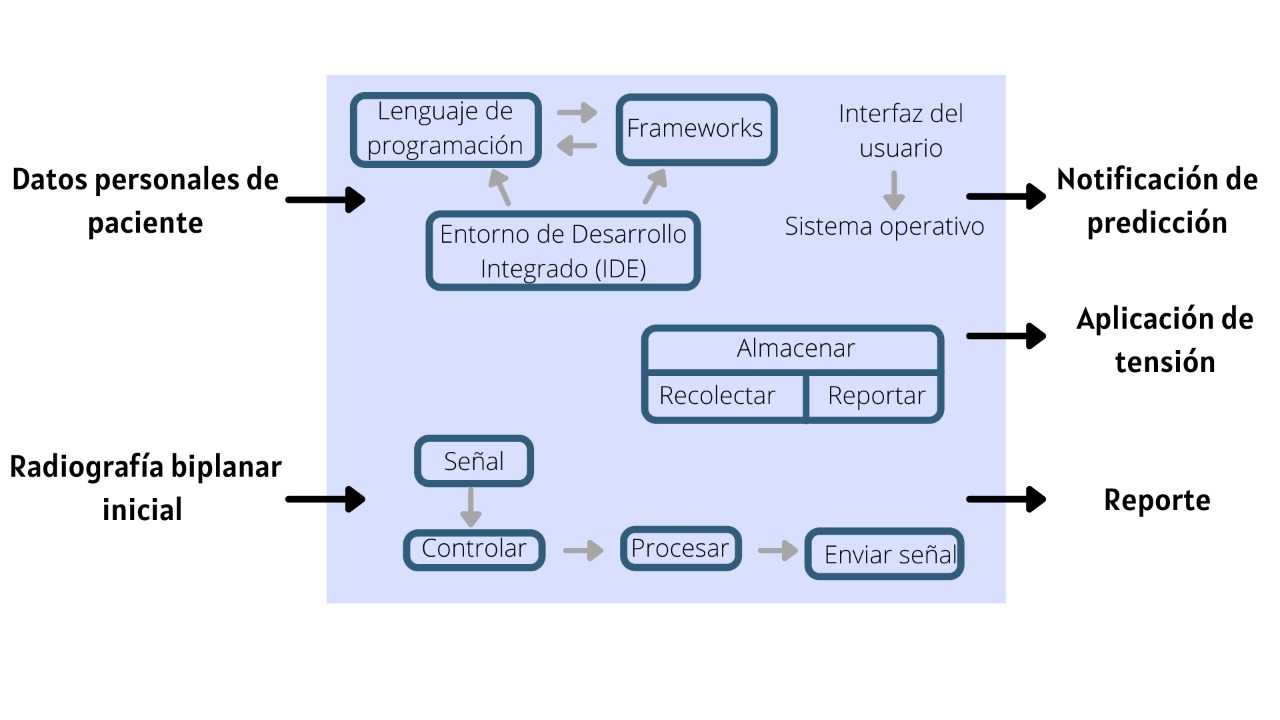 Datos personales de
paciente
Radiografía biplanar
inicial
Lenguaje de
programación
Frameworks
Entorno de Desarrollo
Integrado (IDE)
Interfaz del
usuario
Sistema operativo
Almacenar
Recolectar
Reportar
Señal
Controlar
Procesar
Enviar señal
Notificación de
predicción
Aplicación de
tensión
Reporte